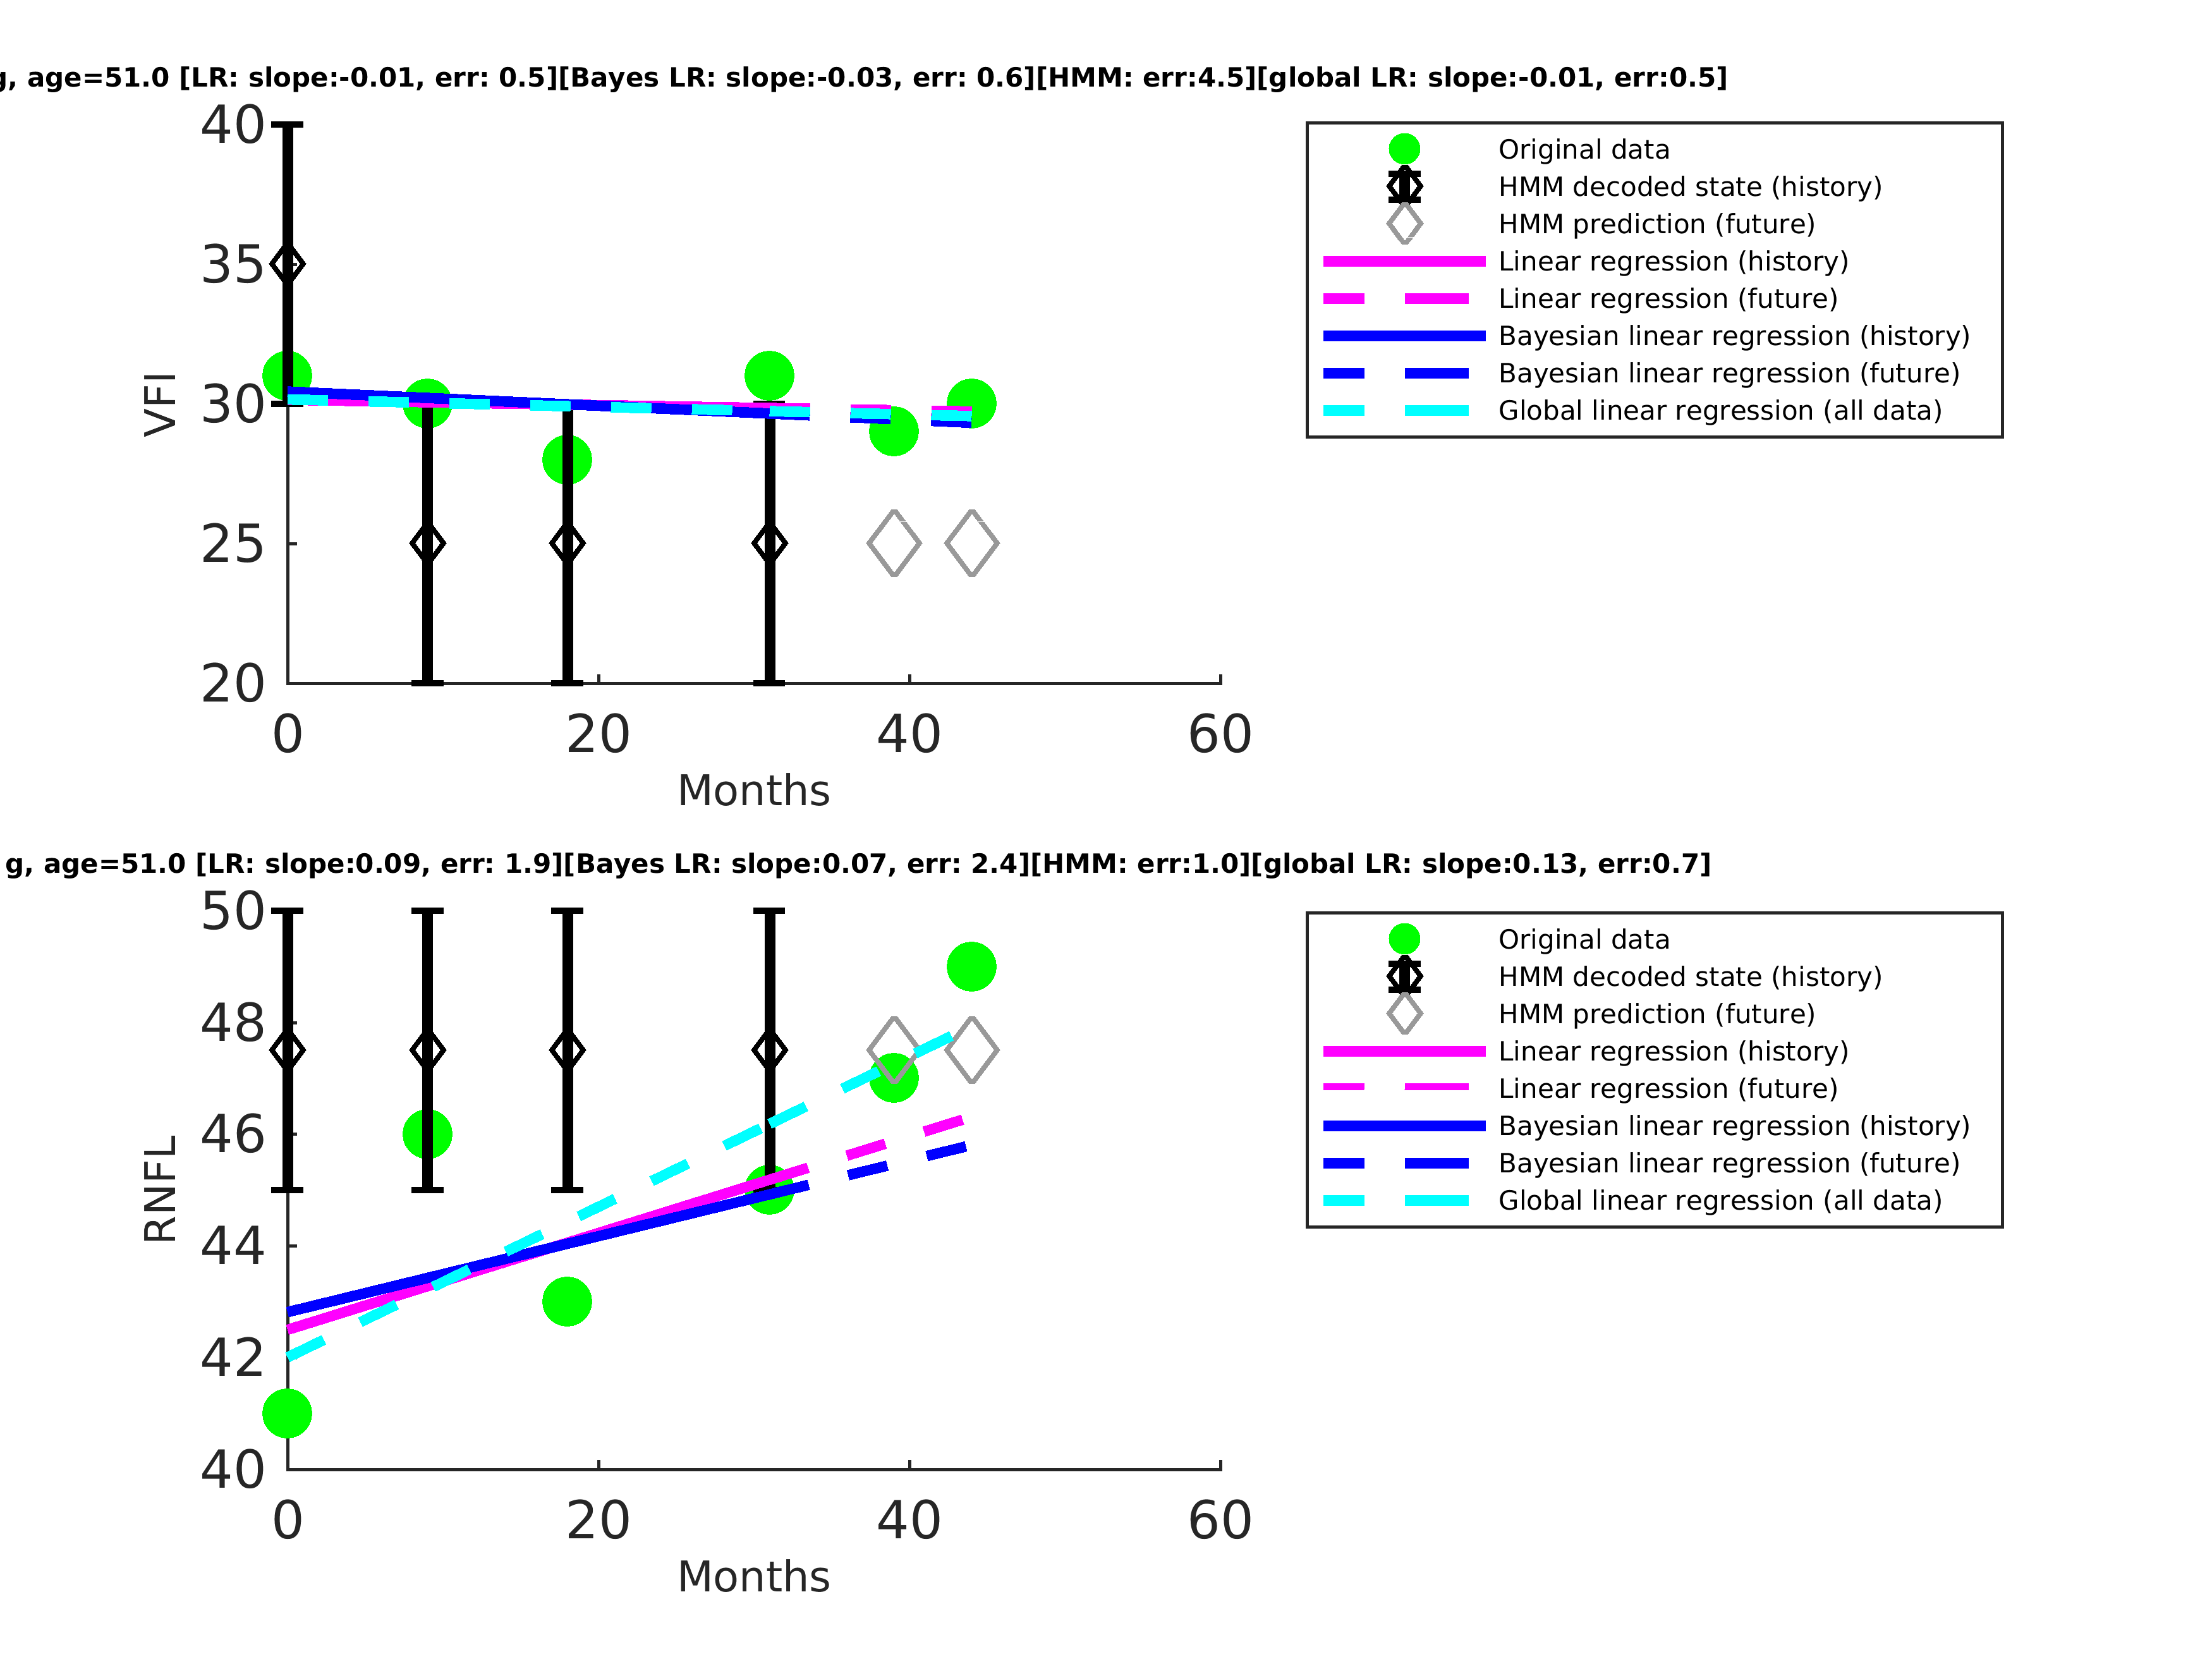 g, age=51.0 [LR: slope:-0.01, err: 0.5][Bayes LR: slope:-0.03, err: 0.6][HMM: err:4.5][global LR: slope:-0.01, err:0.5]
40
35
30
25
20
VFI
0 20 40 60
Months
Original data
HMM decoded state (history)
HMM prediction (future)
Linear regression (history)
Linear regression (future)
Bayesian linear regression (history)
Bayesian linear regression (future)
Global linear regression (all data)
g, age=51.0 [LR: slope:0.09, err: 1.9][Bayes LR: slope:0.07, err: 2.4][HMM: err:1.0][global LR: slope:0.13, err:0.7]
50
48
46
44
42
40
RNFL
0 20 40 60
Months
Original data
HMM decoded state (history)
HMM prediction (future)
Linear regression (history)
Linear regression (future)
Bayesian linear regression (history)
Bayesian linear regression (future)
Global linear regression (all data)